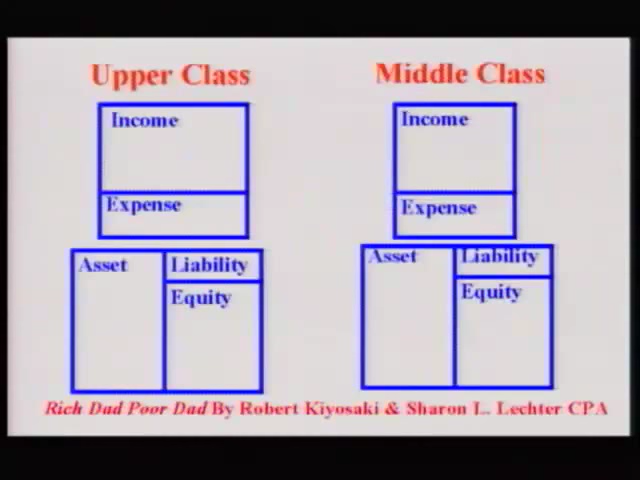 Upper Class
Income
Expense
Asset
Liability
Equity
Middle Class
Income
Expense
Asset
Liability
Equity
Rich Dad Poor Dad By Robert Kiyosaki & Sharon L. Lechter CPA